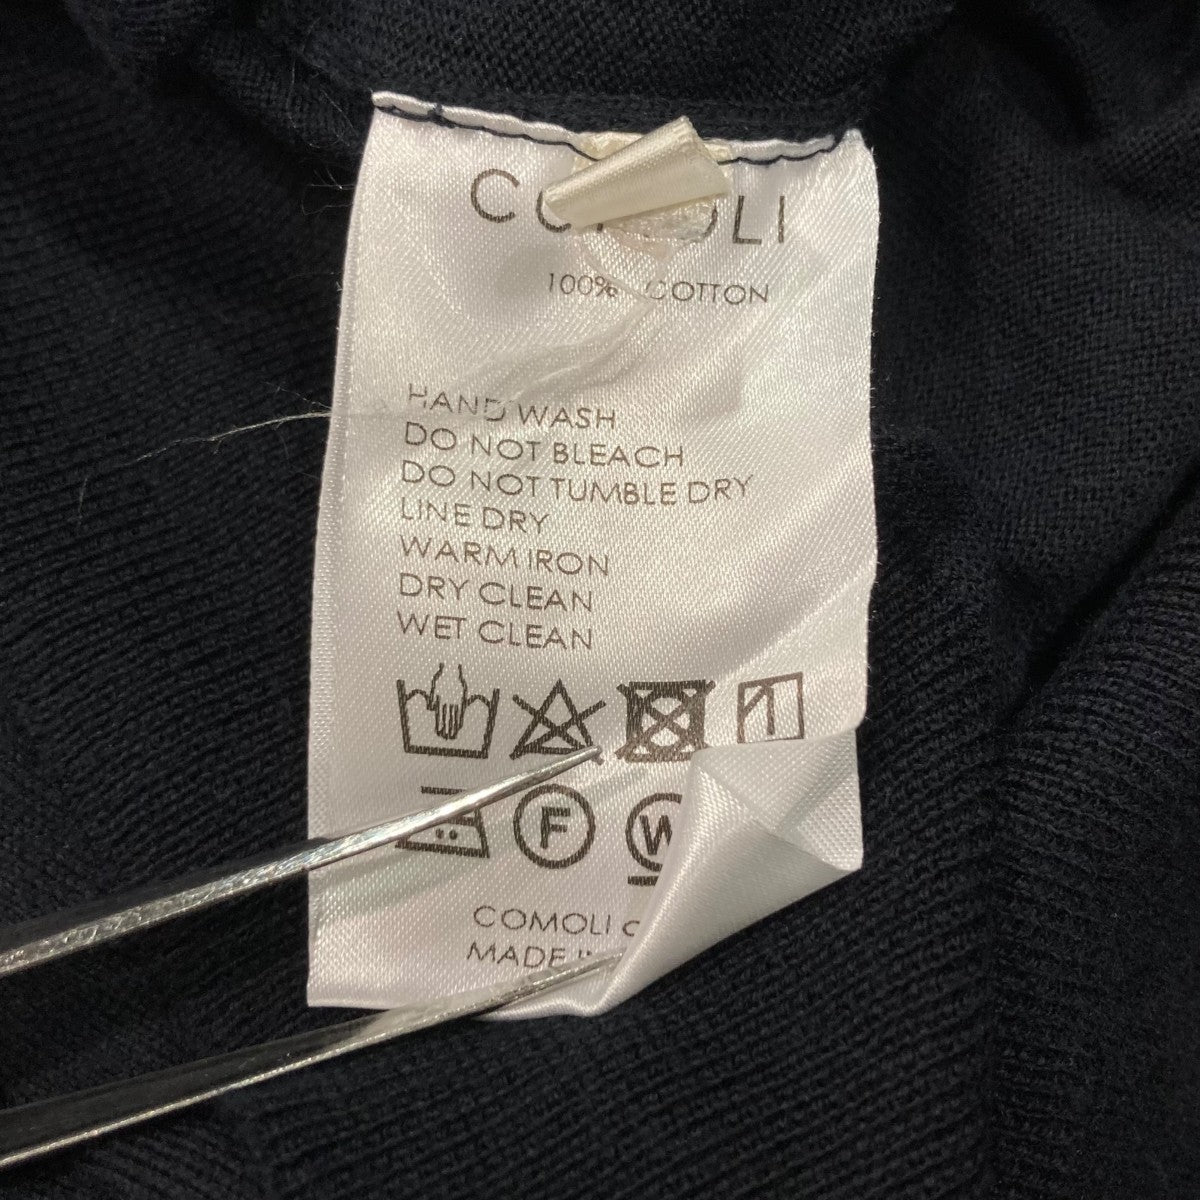 100% COTTON
HAND WASH
DO NOT BLEACH
DO NOT TUMBLE DRY
LINE DRY
WARM IRON
DRY CLEAN
WET CLEAN
F
W
COMOLI
MADE